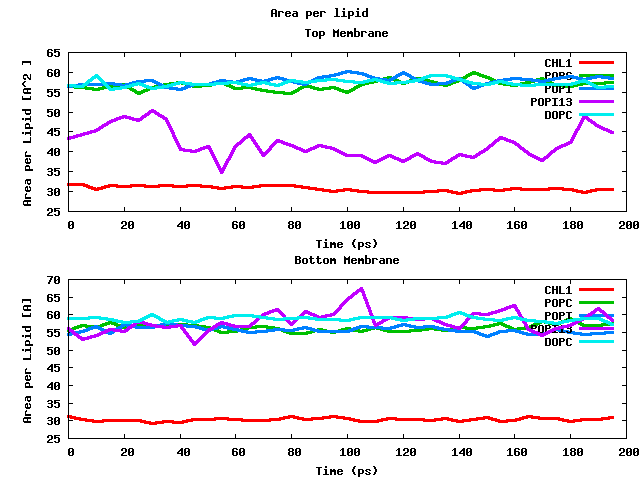 Area per lipid
Top Membrane
Area per Lipid [A^2 ]
65
60
55
50
45
40
35
30
25
CHL1
POPC
POPI
POPI13
DOPC
0 20 40 60 80 100 120 140 160 180 200
Time (ps)
Bottom Membrane
Area per Lipid [A]
70
65
60
55
50
45
40
35
30
25
CHL1
POPC
POPI
POPI13
DOPC
0 20 40 60 80 100 120 140 160 180 200
Time (ps)